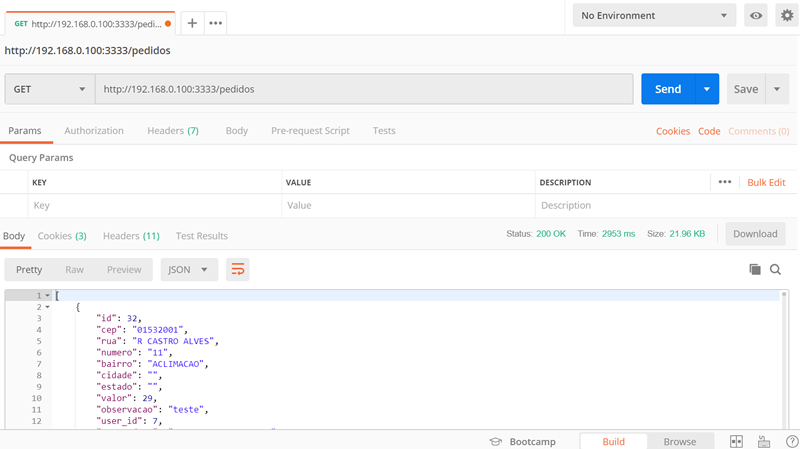 GET http://192.168.0.100:3333/pedi... + ••• No Environment
http://192.168.0.100:3333/pedidos
GET http://192.168.0.100:3333/pedidos Send Save
Params Authorization Headers (7) Body Pre-request Script Tests Cookies Code Comments (0)
Query Params
KEY VALUE DESCRIPTION ••• Bulk Edit
Key Value Description
Body Cookies (3) Headers (11) Test Results Status: 200 OK Time: 2953 ms Size: 21.96 KB Download
Pretty Raw Preview JSON
1 [
2 {
3 "id": 32,
4 "cep": "01532001",
5 "rua": "R CASTRO ALVES",
6 "numero": "11",
7 "bairro": "ACLIMACAO",
8 "cidade": "",
9 "estado": "",
10 "valor": 29,
11 "observacao": "teste",
12 "user_id": 7,
Bootcamp Build Browse